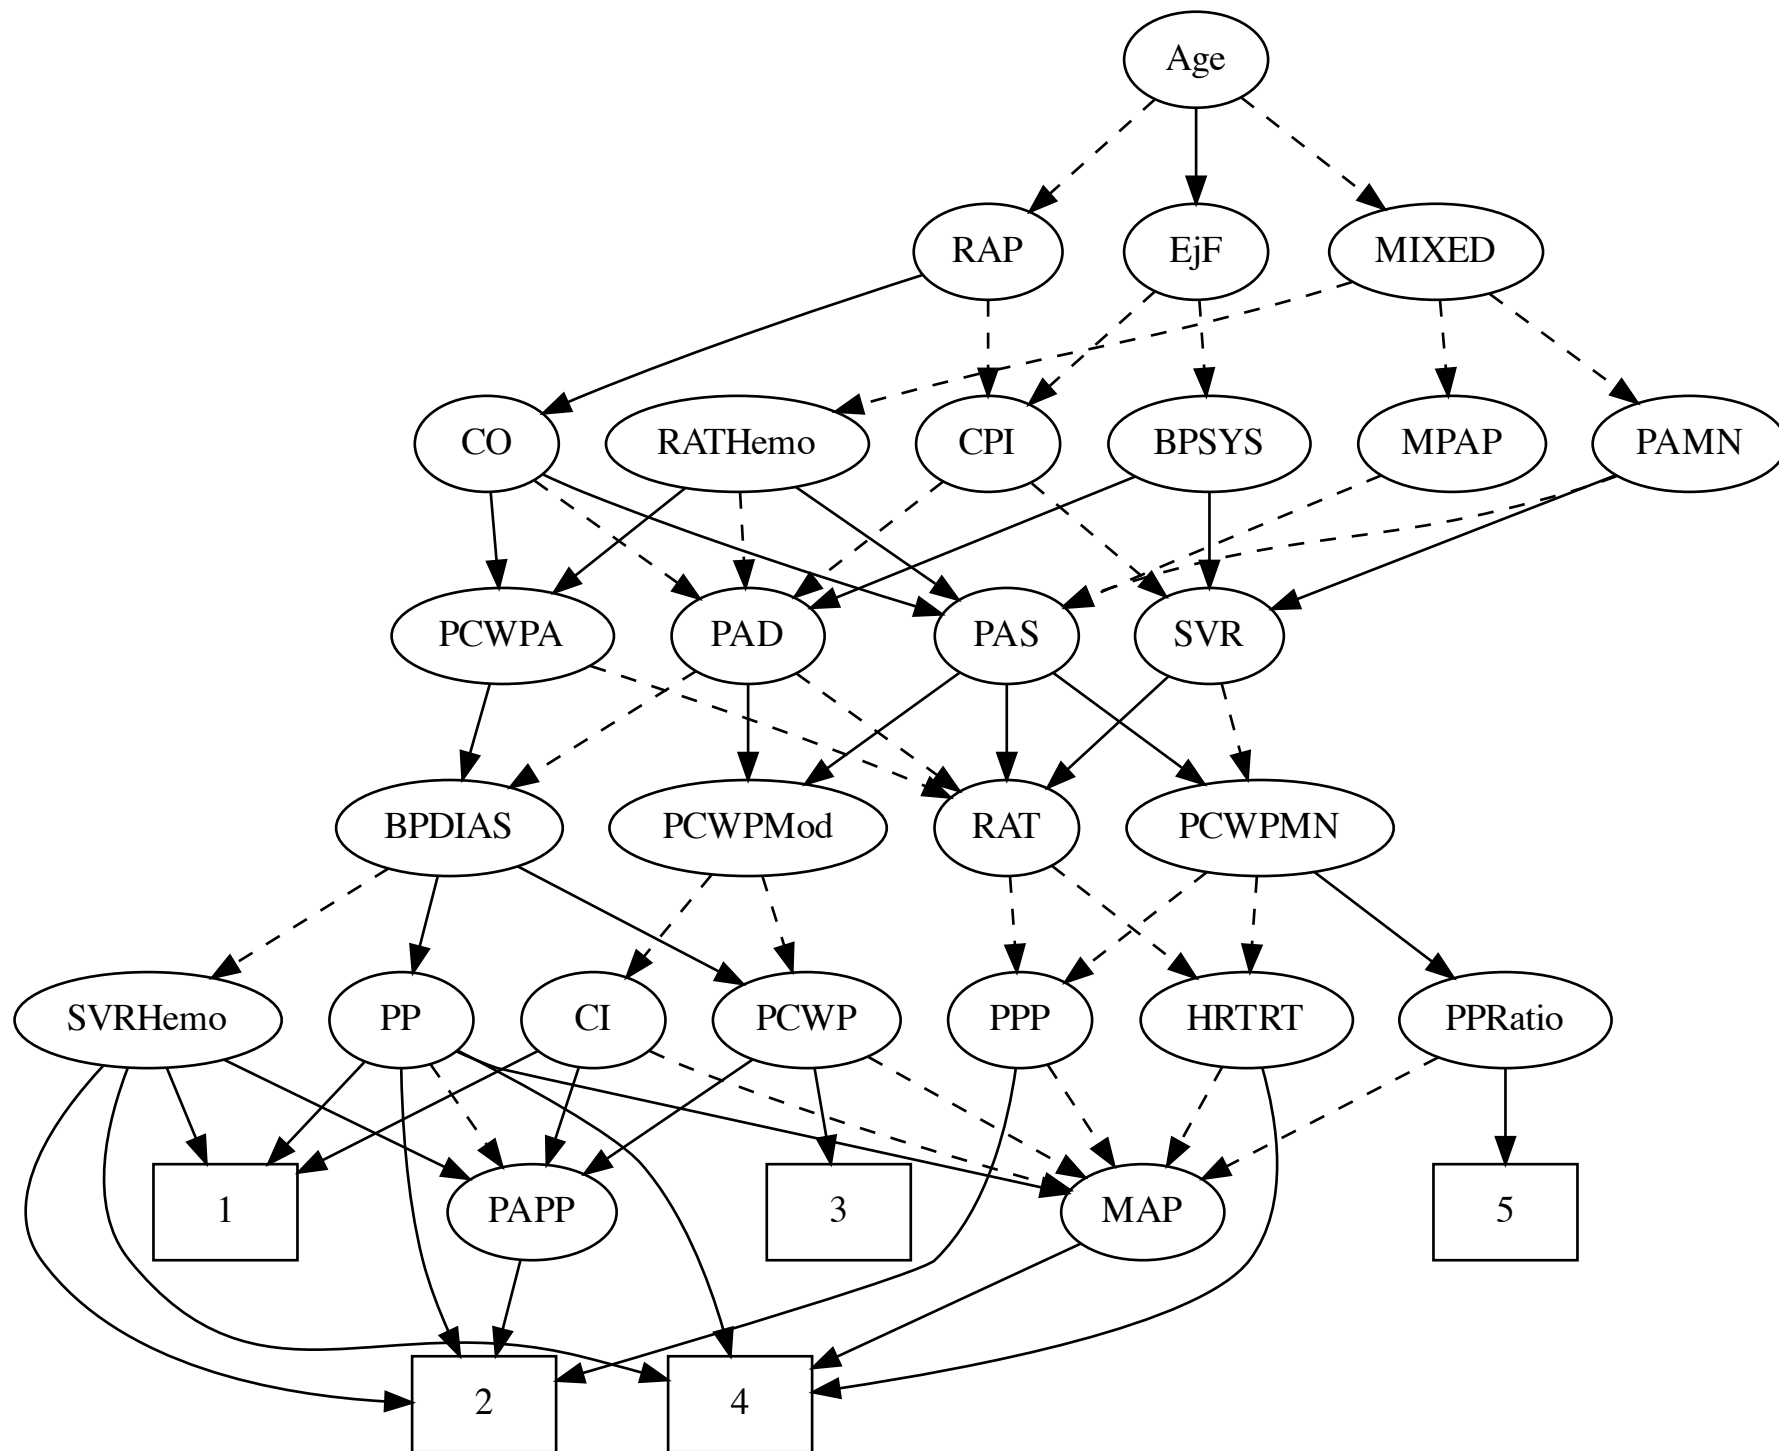 Age
RAP
EjF
MIXED
CO
RATHemo
CPI
BPSYS
MPAP
PAMN
PCWPA
PAD
PAS
SVR
BPDIAS
PCWPMod
RAT
PCWPMN
SVRHemo
PP
CI
PCWP
PPP
HRTRT
PPRatio
1
PAPP
3
MAP
5
2
4